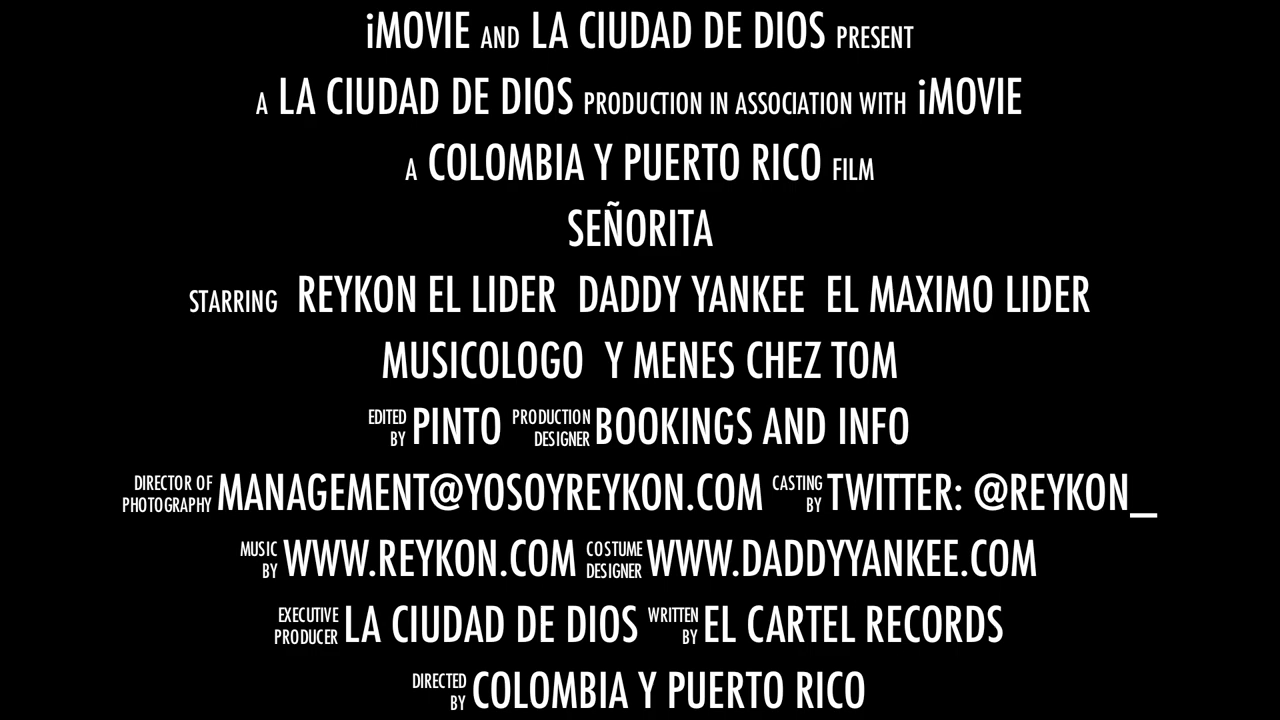 iMOVIE AND LA CIUDAD DE DIOS PRESENT
A LA CIUDAD DE DIOS PRODUCTION IN ASSOCIATION WITH iMOVIE
A COLOMBIA Y PUERTO RICO FILM
SEÑORITA
STARRING REYKON EL LIDER DADDY YANKEE EL MAXIMO LIDER
MUSICOLOGO Y MENES CHEZ TOM
EDITED BY PINTO PRODUCTION DESIGNER BOOKINGS AND INFO
DIRECTOR OF PHOTOGRAPHY MANAGEMENT@YOSOYREYKON.COM CASTING BY TWITTER: @REYKON_
MUSIC BY WWW.REYKON.COM COSTUME DESIGNER WWW.DADDYYANKEE.COM
EXECUTIVE PRODUCER LA CIUDAD DE DIOS WRITTEN BY EL CARTEL RECORDS
DIRECTED BY COLOMBIA Y PUERTO RICO